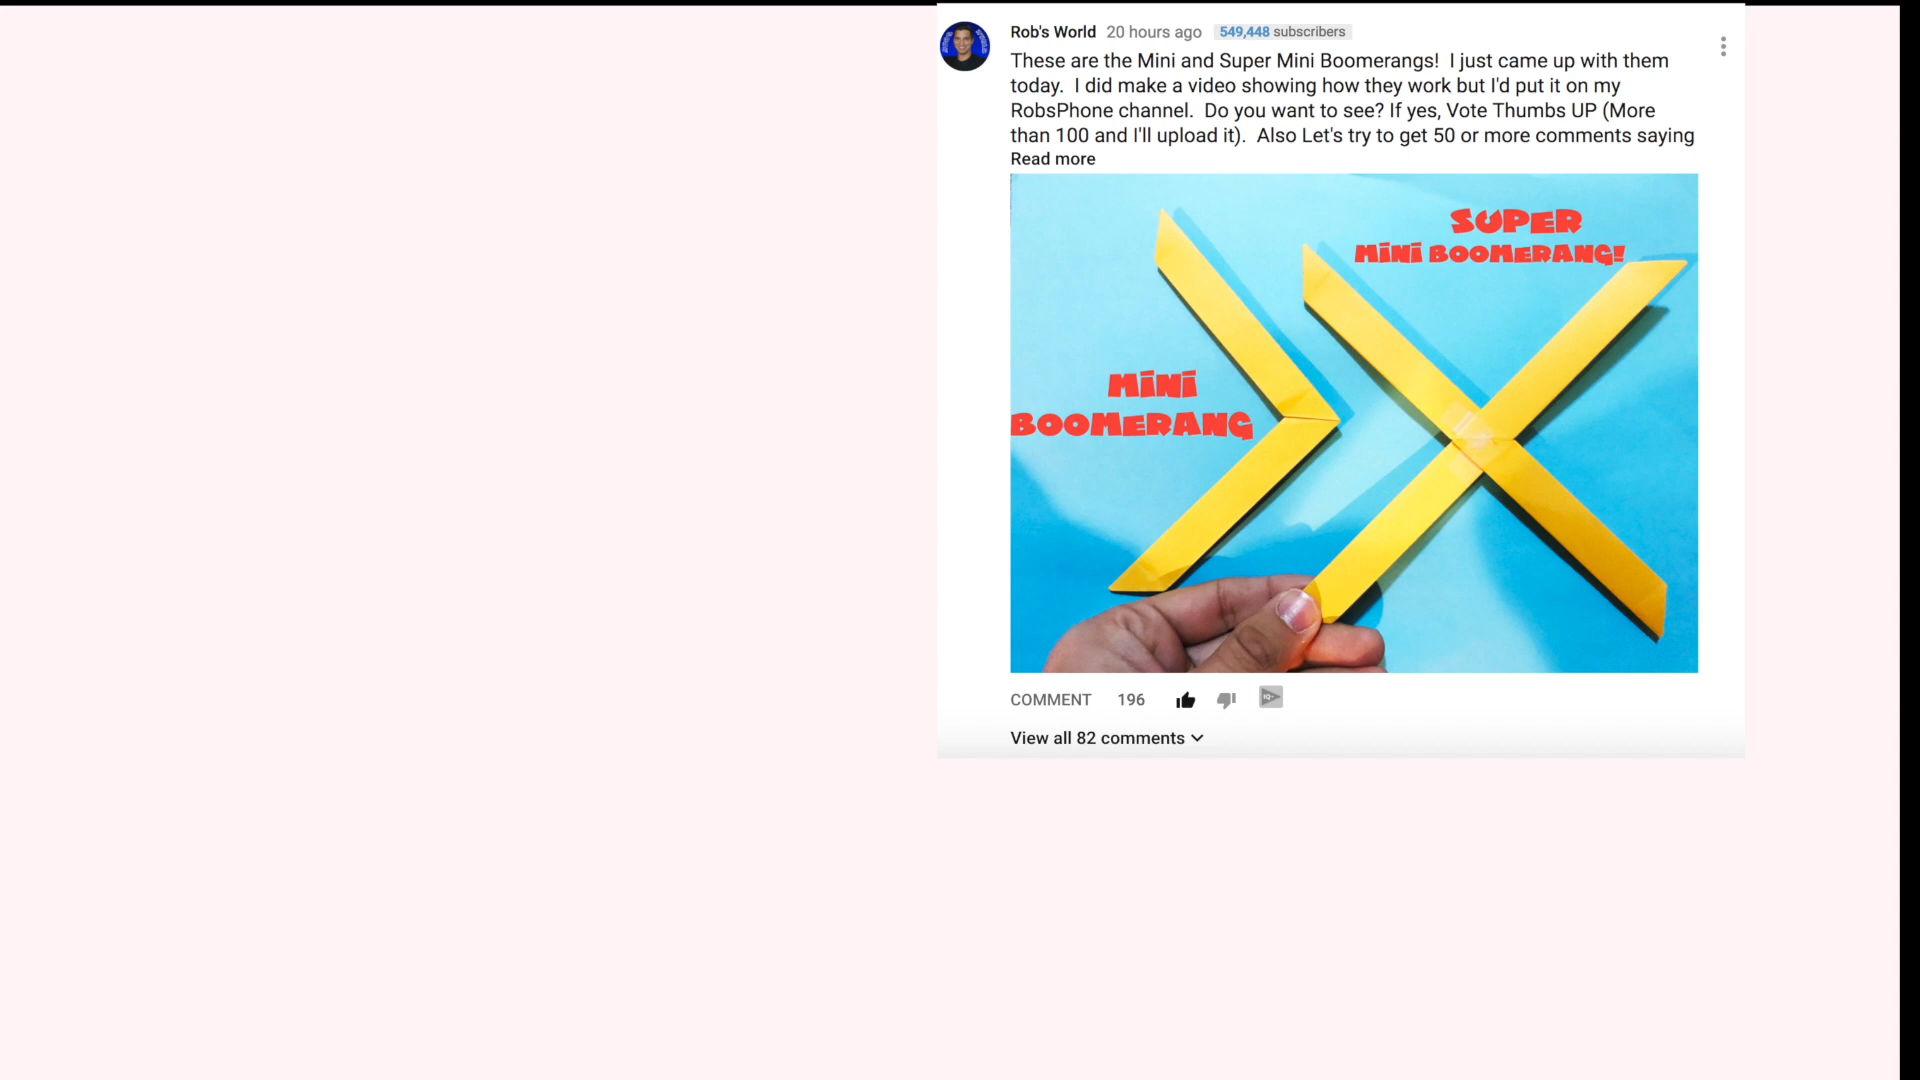 Rob's World 20 hours ago 549,448 subscribers
These are the Mini and Super Mini Boomerangs! I just came up with them
today. I did make a video showing how they work but I'd put it on my
RobsPhone channel. Do you want to see? If yes, Vote Thumbs UP (More
than 100 and I'll upload it). Also Let's try to get 50 or more comments saying
Read more
SUPER
MINI BOOMERANG!
MINI
BOOMERANG
COMMENT 196
View all 82 comments